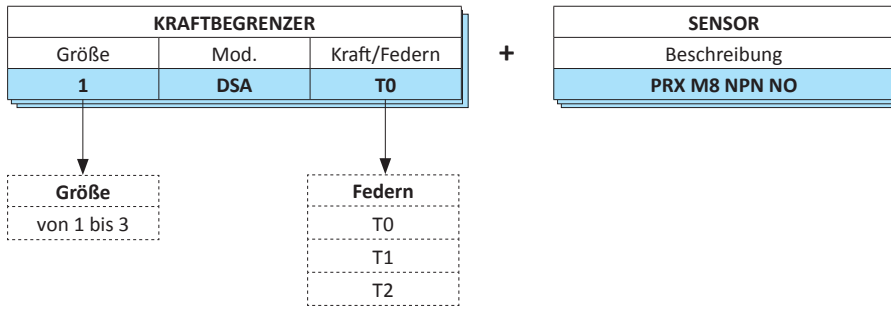 KRAFTBEGRENZER
Größe Mod. Kraft/Federn
1 DSA T0
+
SENSOR
Beschreibung
PRX M8 NPN NO
Größe
von 1 bis 3
Federn
T0
T1
T2